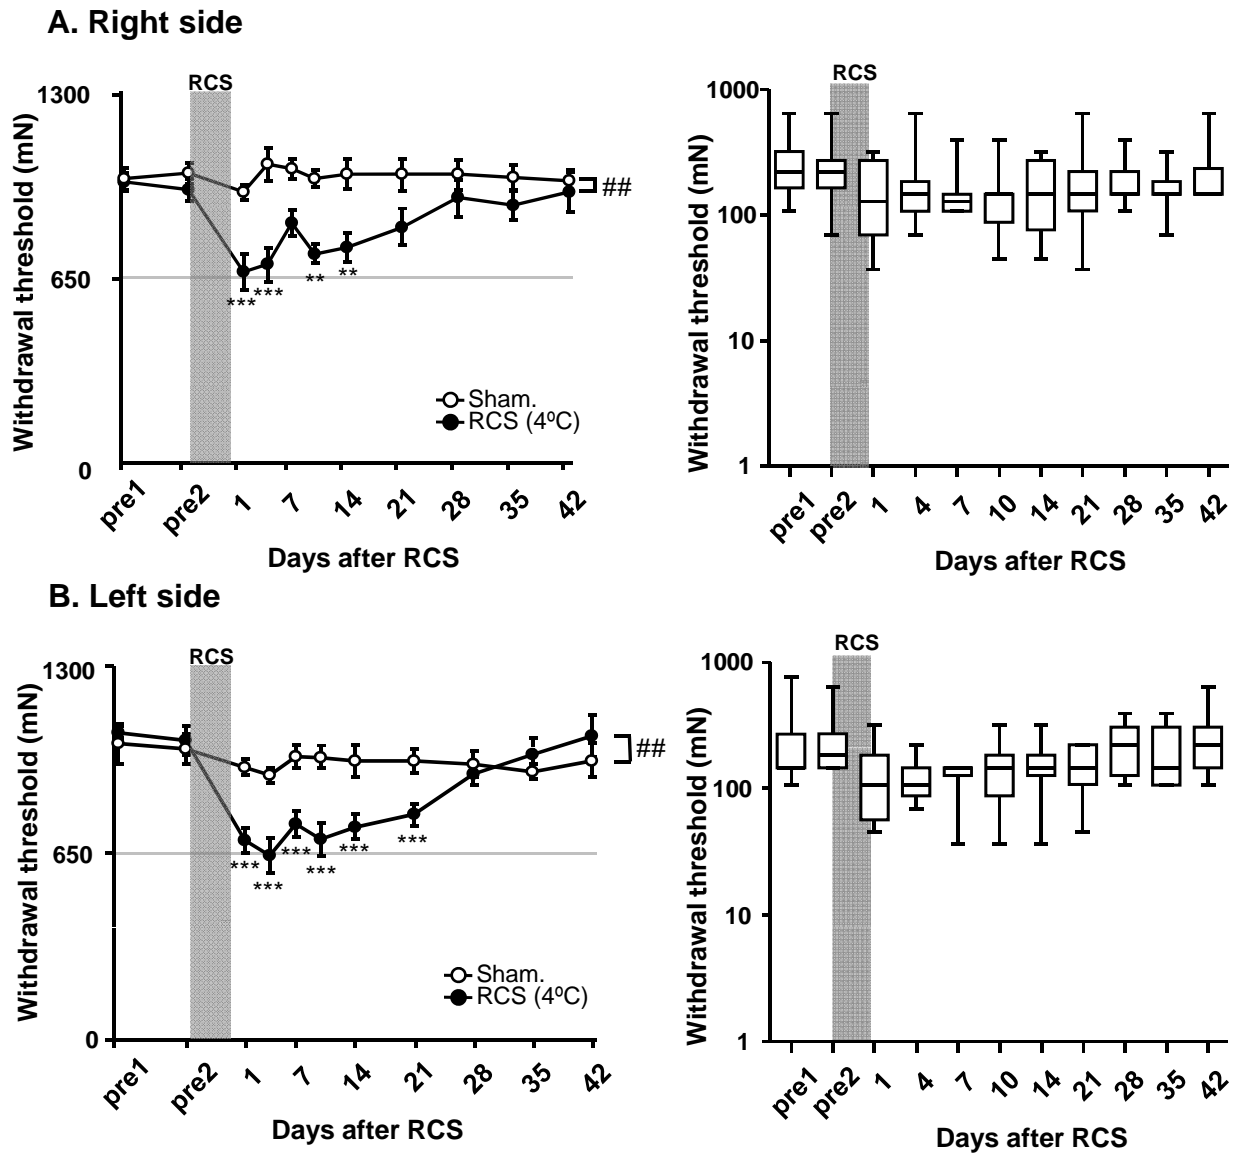 A. Right side
RCS
1300
650
0
Withdrawal threshold (mN)
***
***
**
**
##
Sham.
RCS (4ºC)
pre1 pre2 1 7 14 21 28 35 42
Days after RCS
RCS
1000
100
10
1
Withdrawal threshold (mN)
pre1 pre2 1 4 7 10 14 21 28 35 42
Days after RCS
B. Left side
RCS
1300
650
0
Withdrawal threshold (mN)
***
***
***
***
***
***
##
Sham.
RCS (4ºC)
pre1 pre2 1 7 14 21 28 35 42
Days after RCS
RCS
1000
100
10
1
Withdrawal threshold (mN)
pre1 pre2 1 4 7 10 14 21 28 35 42
Days after RCS